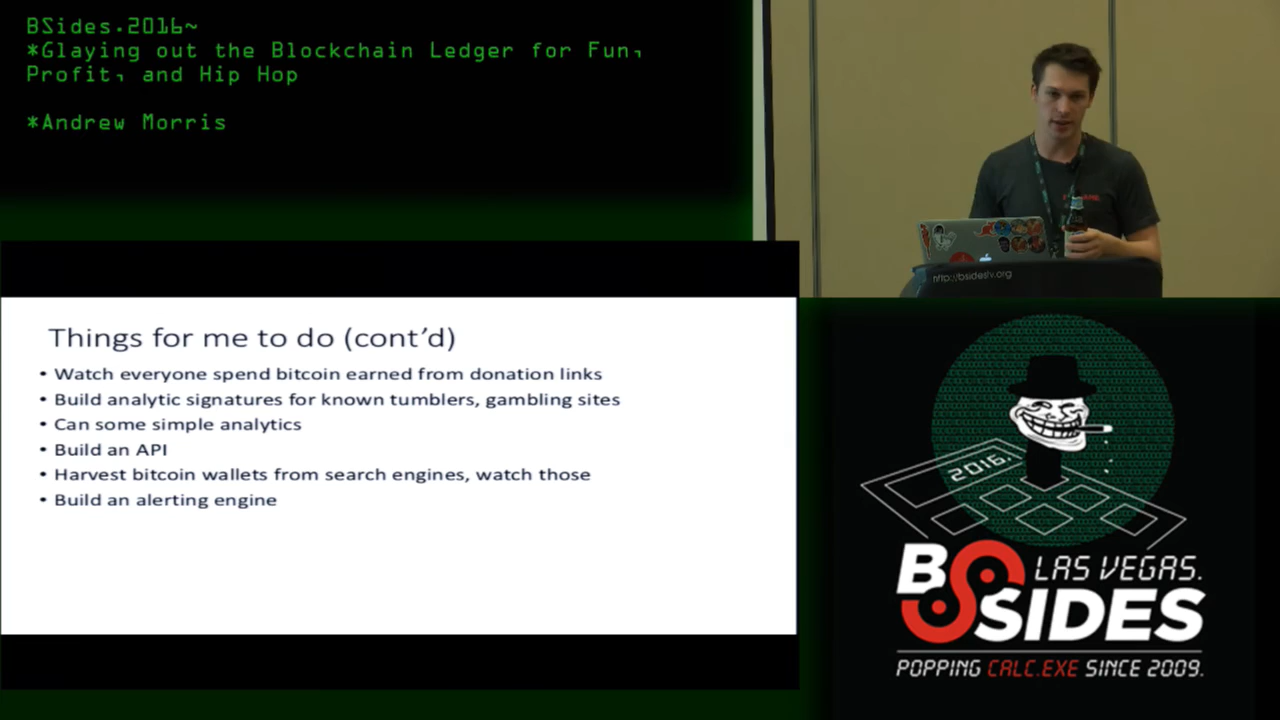 BSides.2016~
*Glaying out the Blockchain Ledger for Fun,
Profit, and Hip Hop
*Andrew Morris
http://bsideslv.org
Things for me to do (cont’d)
• Watch everyone spend bitcoin earned from donation links
• Build analytic signatures for known tumblers, gambling sites
• Can some simple analytics
• Build an API
• Harvest bitcoin wallets from search engines, watch those
• Build an alerting engine
2016.
BSIDES
LAS VEGAS.
POPPING CALC.EXE SINCE 2009.